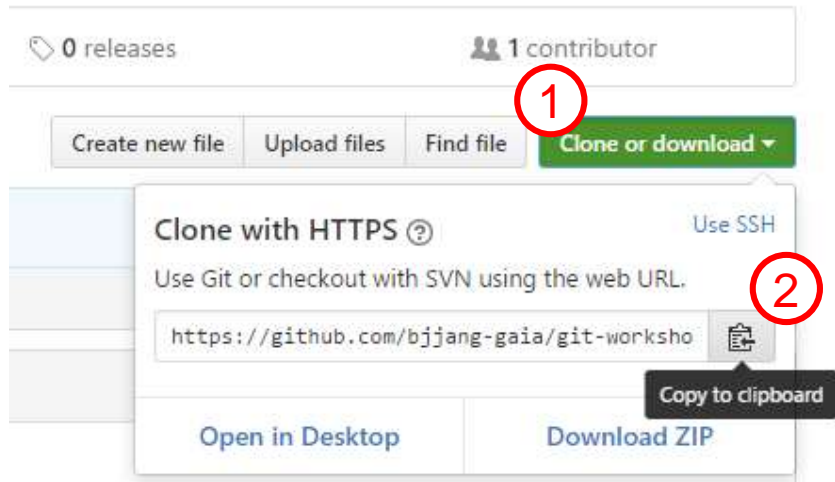 0 releases
1 contributor
1
Create new file
Upload files
Find file
Clone or download
Clone with HTTPS
Use SSH
Use Git or checkout with SVN using the web URL.
2
https://github.com/bjjang-gaia/git-worksho
Copy to clipboard
Open in Desktop
Download ZIP